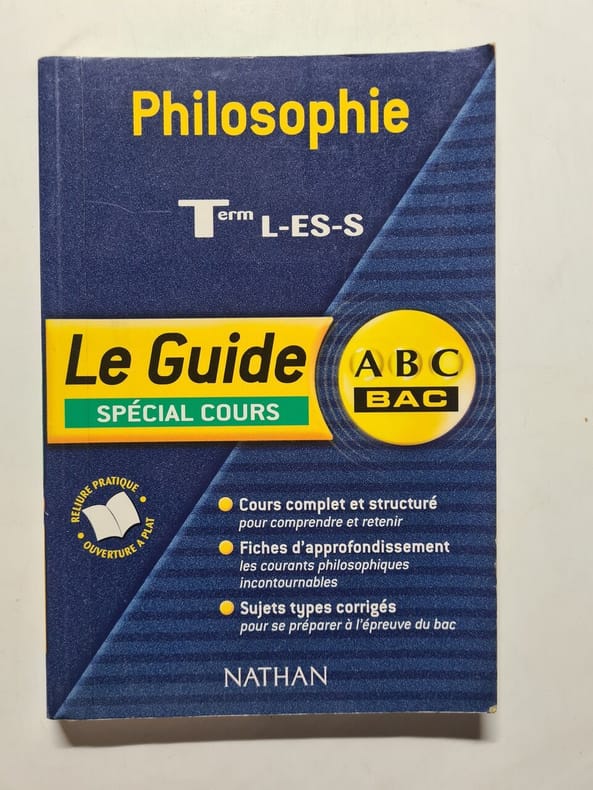 Philosophie
Term L-ES-S
Le Guide
SPÉCIAL COURS
ABC
BAC
RELIURE PRATIQUE
• OUVERTURE A PLAT •
Cours complet et structuré
pour comprendre et retenir
Fiches d'approfondissement
les courants philosophiques
incontournables
Sujets types corrigés
pour se préparer à l'épreuve du bac
NATHAN